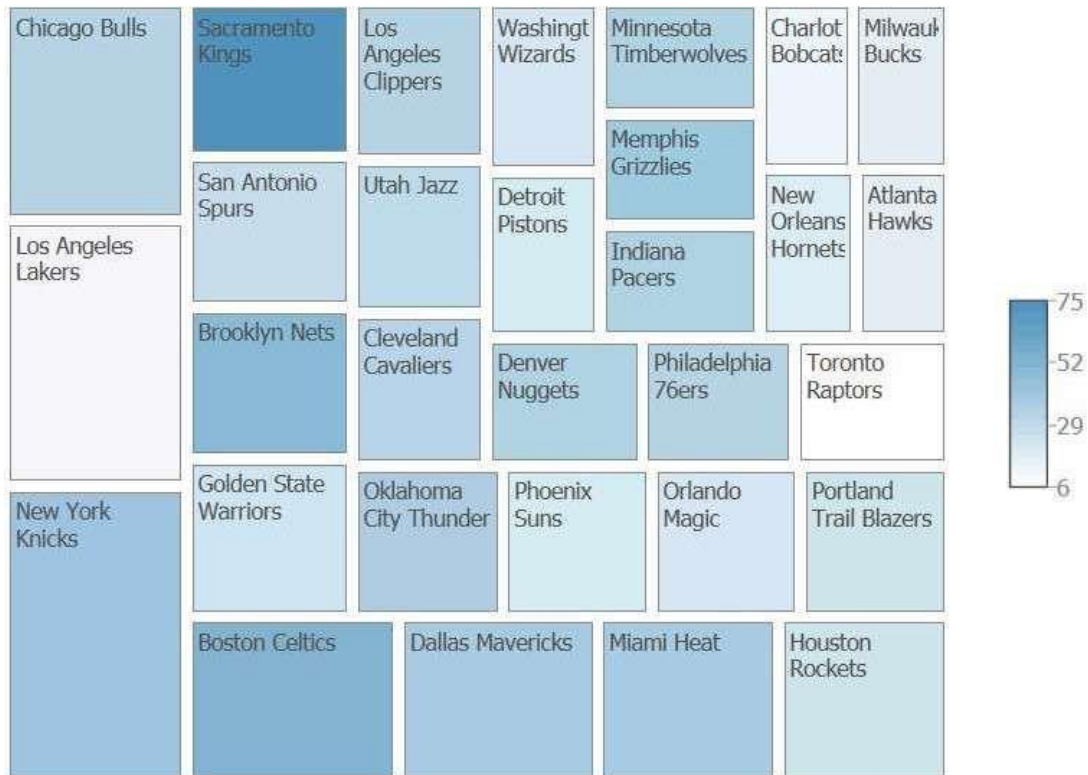 Chicago Bulls
Los Angeles
Lakers
New York
Knicks
Sacramento
Kings
San Antonio
Spurs
Brooklyn Nets
Golden State
Warriors
Boston Celtics
Los
Angeles
Clippers
Utah Jazz
Cleveland
Cavaliers
Oklahoma
City Thunder
Dallas Mavericks
Washingt
Wizards
Detroit
Pistons
Denver
Nuggets
Phoenix
Suns
Miami Heat
Minnesota
Timberwolves
Memphis
Grizzlies
Indiana
Pacers
Philadelphia
76ers
Orlando
Magic
Charlot
Bobcats
New
Orleans
Hornets
Milwauk
Bucks
Atlanta
Hawks
Toronto
Raptors
Portland
Trail Blazers
Houston
Rockets
75
52
29
6